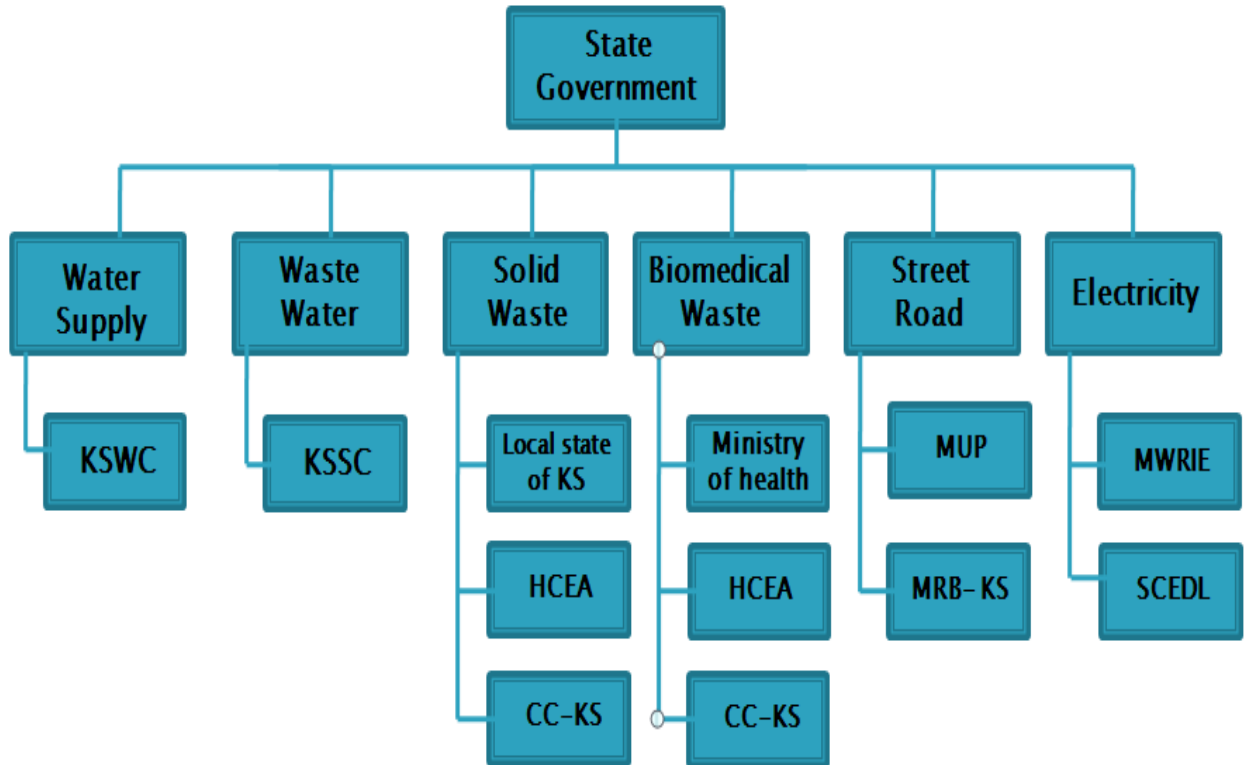 State
Government
Water
Supply
Waste
Water
Solid
Waste
Biomedical
Waste
Street
Road
Electricity
KSWC
KSSC
Local state
of KS
Ministry
of health
MUP
MWRIE
HCEA
HCEA
MRB-KS
SCEDL
CC-KS
CC-KS